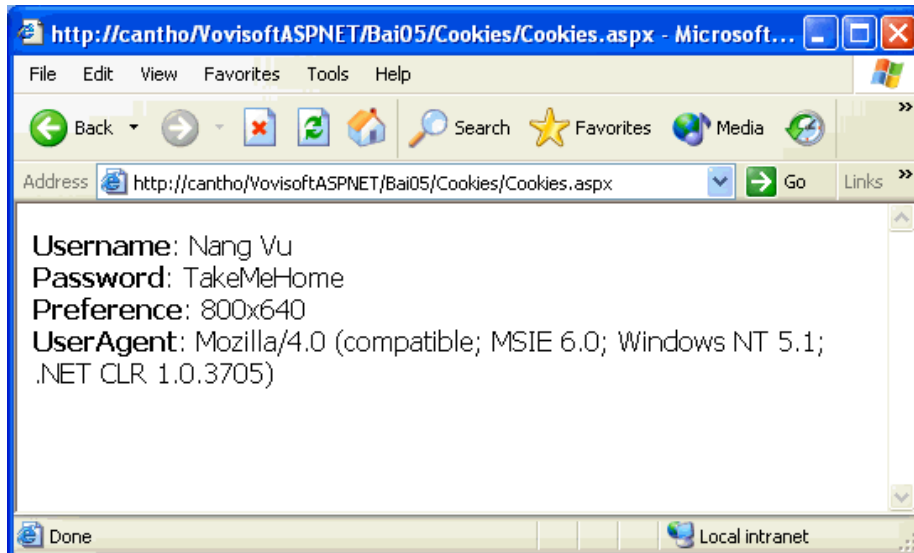 http://cantho/VovisoftASPNET/Bai05/Cookies/Cookies.aspx - Microsoft...
File Edit View Favorites Tools Help
Back Search Favorites Media »
Address http://cantho/VovisoftASPNET/Bai05/Cookies/Cookies.aspx Go Links »
Username: Nang Vu
Password: TakeMeHome
Preference: 800x640
UserAgent: Mozilla/4.0 (compatible; MSIE 6.0; Windows NT 5.1;
.NET CLR 1.0.3705)
Done Local intranet